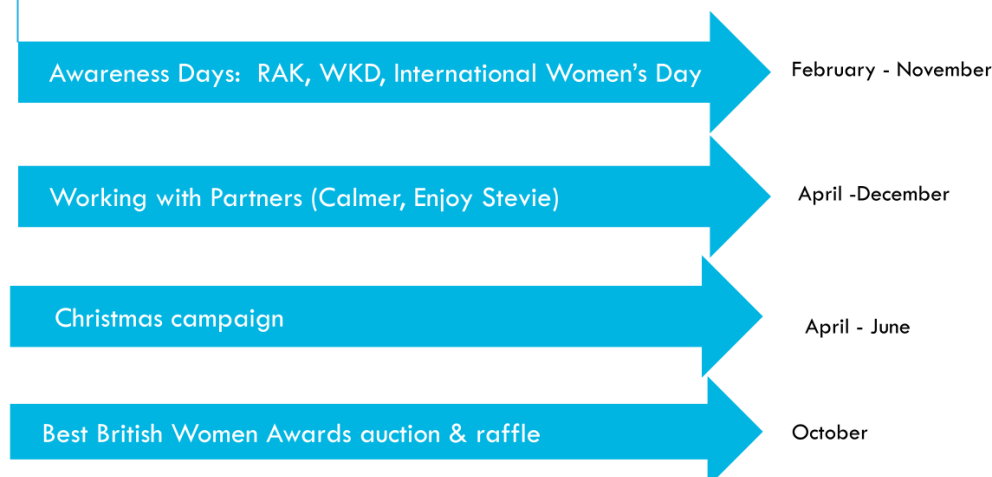 Awareness Days:  RAK, WKD, International Women’s Day
February - November
Working with Partners (Calmer, Enjoy Stevie)
April -December
Christmas campaign
April - June
Best British Women Awards auction & raffle
October